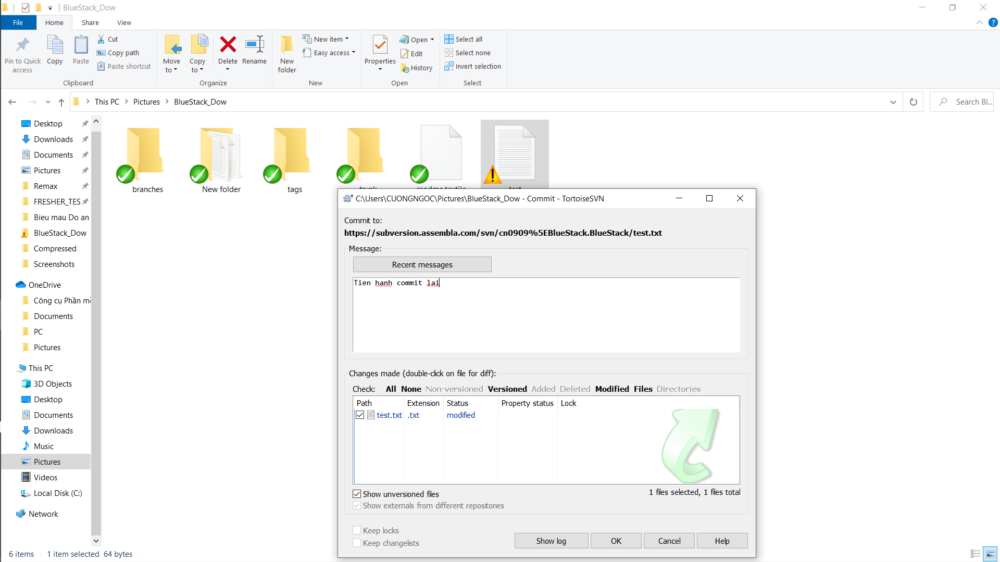 BlueStack_Dow
File
Home
Share
View
Pin to Quick access
Copy
Paste
Cut
Copy path
Paste shortcut
Clipboard
Move to
Copy to
Delete
Rename
Organize
New folder
New item
Easy access
New
Properties
Open
Edit
History
Open
Select all
Select none
Invert selection
Select
This PC > Pictures > BlueStack_Dow
Search Bl...
Desktop
Downloads
Documents
Pictures
Remax
FRESHER_TES
Bieu mau Do an
BlueStack_Dow
Compressed
Screenshots
OneDrive
Công cụ Phần
Documents
PC
Pictures
This PC
3D Objects
Desktop
Documents
Downloads
Music
Pictures
Videos
Local Disk (C:)
Network
branches
New folder
tags
trunk
readme.textile
test
C:\Users\CUONGNGOC\Pictures\BlueStack_Dow - Commit - TortoiseSVN
Commit to:
https://subversion.assembla.com/svn/cn0909%5EBlueStack.BlueStack/test.txt
Message:
Recent messages
Tien hanh commit lai
Changes made (double-click on file for diff):
Check: All None Non-versioned Versioned Added Deleted Modified Files Directories
Path Extension Status Property status Lock
test.txt .txt modified
Show unversioned files
1 files selected, 1 files total
Show externals from different repositories
Keep locks
Keep changelists
Show log
OK
Cancel
Help
6 items 1 item selected 64 bytes